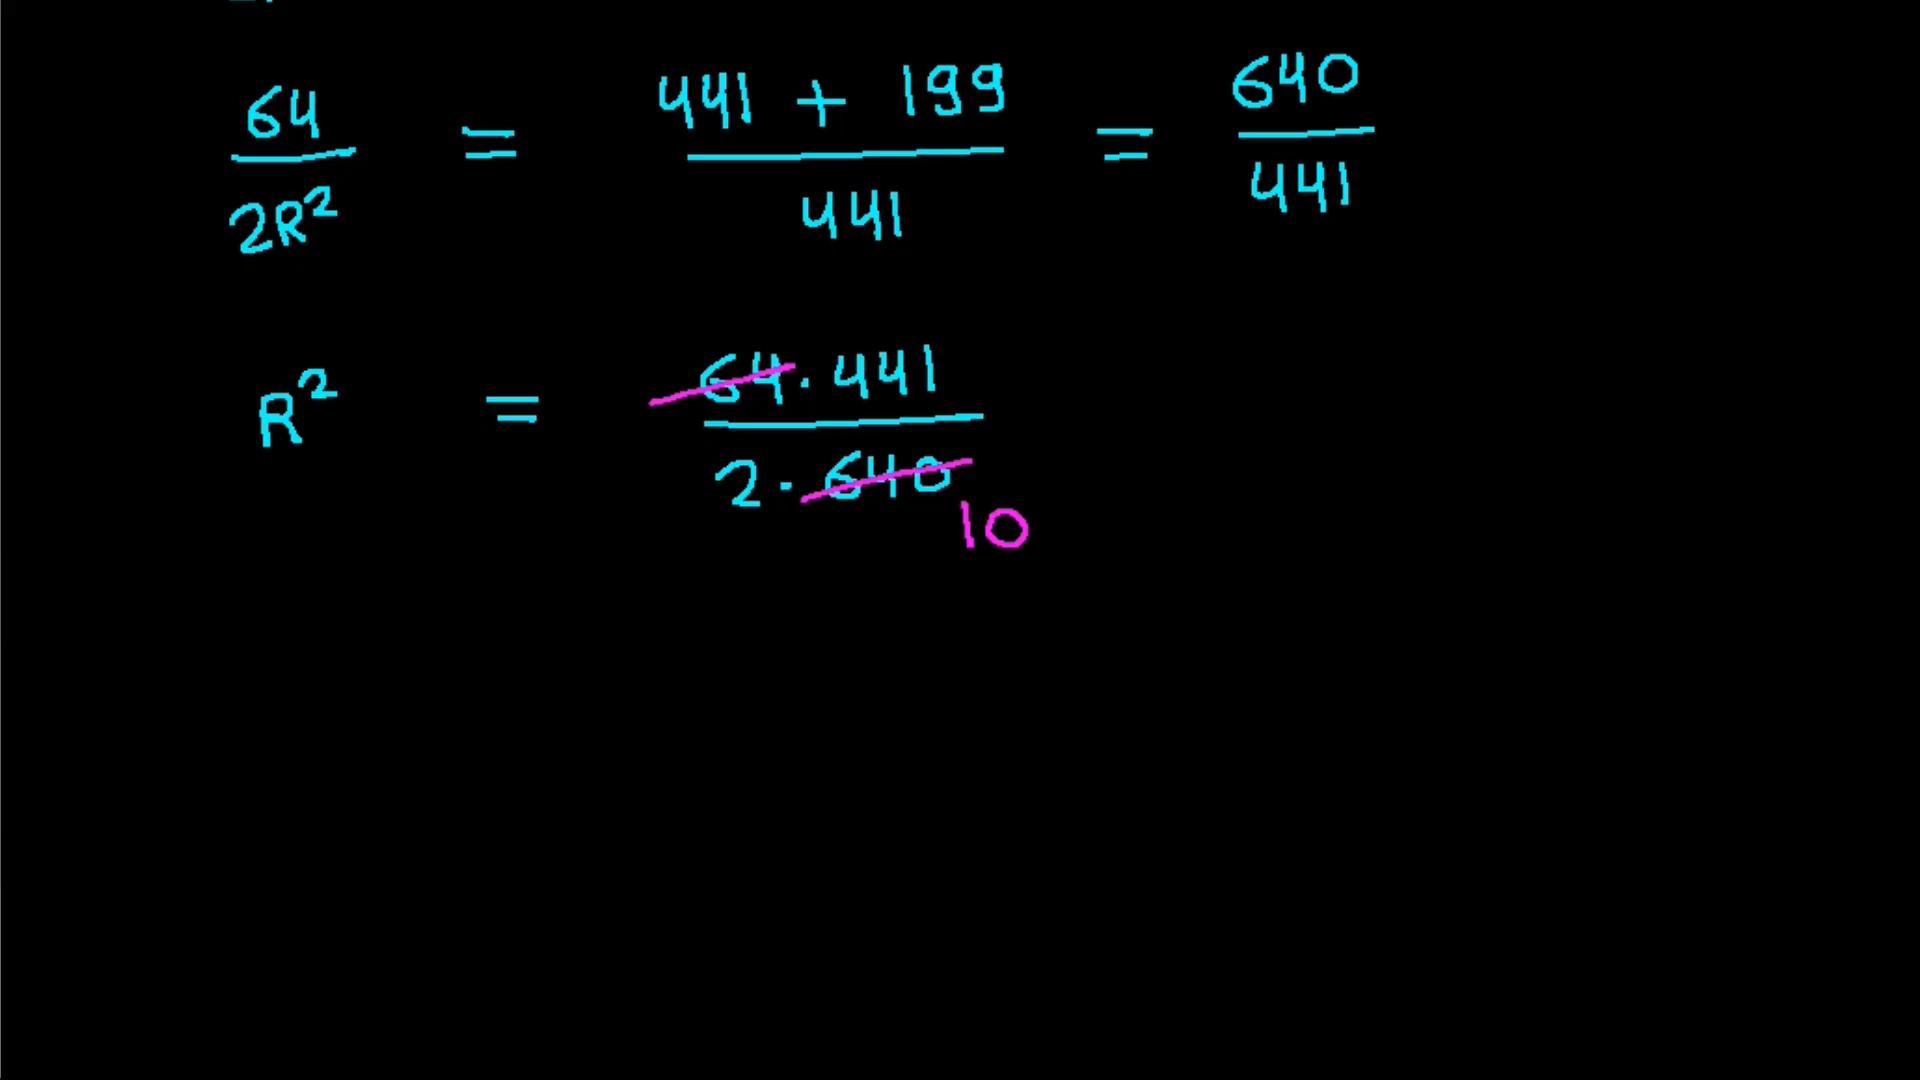 64/2R² = (441 + 199)/441 = 640/441
R² = (64 · 441)/(2 · 640)
10